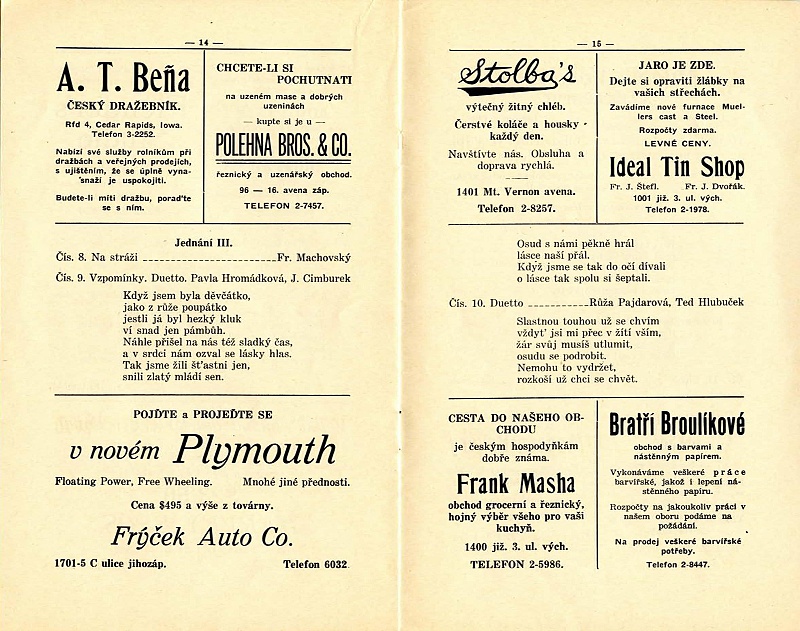 — 14 —
A. T. Beňa
ČESKÝ DRAŽEBNÍK.
Rfd 4, Cedar Rapids, Iowa.
Telefon 3-2252.
Nabízí své služby rolníkům při
dražbách a veřejných prodejích,
s ujištěním, že se úplně vyna-
snaží je uspokojiti.
Budete-li míti dražbu, poraďte
se s ním.
CHCETE-LI SI
POCHUTNATI
na uzeném mase a dobrých
uzeninách
— kupte si je u —
POLEHNA BROS. & CO.
řeznický a uzenářský obchod.
96 — 16. avena záp.
TELEFON 2-7457.
Jednání III.
Čís. 8. Na stráži ________________Fr. Machovský
Čís. 9. Vzpomínky. Duetto. Pavla Hromádková, J. Cimburek
Když jsem byla děvčátko,
jako z růže poupátko
jestli já byl hezký kluk
ví snad jen pámbůh.
Náhle přišel na nás též sladký čas,
a v srdci nám ozval se lásky hlas.
Tak jsme žili šťastni jen,
snili zlatý mládí sen.
POJĎTE a PROJEĎTE SE
v novém Plymouth
Floating Power, Free Wheeling. Mnohé jiné přednosti.
Cena $495 a výše z továrny.
Frýček Auto Co.
1701-5 C ulice jihozáp. Telefon 6032
— 15 —
Stolba's
výtečný žitný chléb.
Čerstvé koláče a housky
každý den.
Navštivte nás. Obsluha a
doprava rychlá.
1401 Mt. Vernon avena.
Telefon 2-8257.
JARO JE ZDE.
Dejte si opraviti žlábky na
vašich střechách.
Zavádíme nové furnace Muel-
lers cast a Steel.
Rozpočty zdarma.
LEVNÉ CENY.
Ideal Tin Shop
Fr. J. Štefl. Fr. J. Dvořák.
1001 již. 3. ul. vých.
Telefon 2-1978.
Osud s námi pěkně hrál
lásce naší přál.
Když jsme se tak do očí dívali
o lásce tak spolu si šeptali.
Čís. 10. Duetto ___________Růža Pajdarová, Ted Hlubuček
Slastnou touhou už se chvím
vždyť jsi mi přec v žití vším,
žár svůj musíš utlumit,
osudu se podrobit.
Nemohu to vydržet,
rozkoší už chci se chvět.
CESTA DO NAŠEHO OB-
CHODU
je českým hospodyňkám
dobře známa.
Frank Masha
obchod grocerní a řeznický,
hojný výběr všeho pro vaši
kuchyň.
1400 již. 3. ul. vých.
TELEFON 2-5986.
Bratří Broulíkové
obchod s barvami a
nástěnným papírem.
Vykonáváme veškeré práce
barvířské, jakož i lepení ná-
stěnného papíru.
Rozpočty na jakoukoliv práci v
našem oboru podáme na
požádání.
Na prodej veškeré barvířské
potřeby.
Telefon 2-8447.